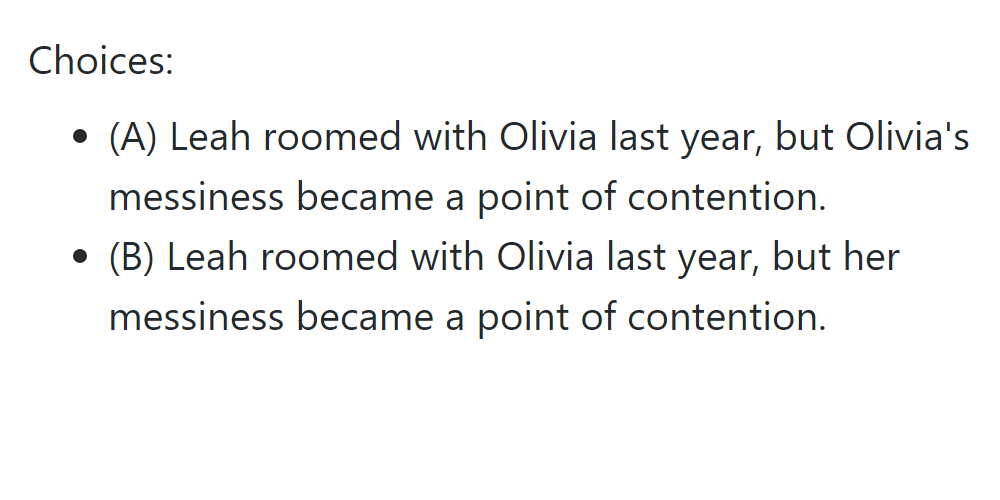 Choices:
• (A) Leah roomed with Olivia last year, but Olivia's
messiness became a point of contention.
• (B) Leah roomed with Olivia last year, but her
messiness became a point of contention.